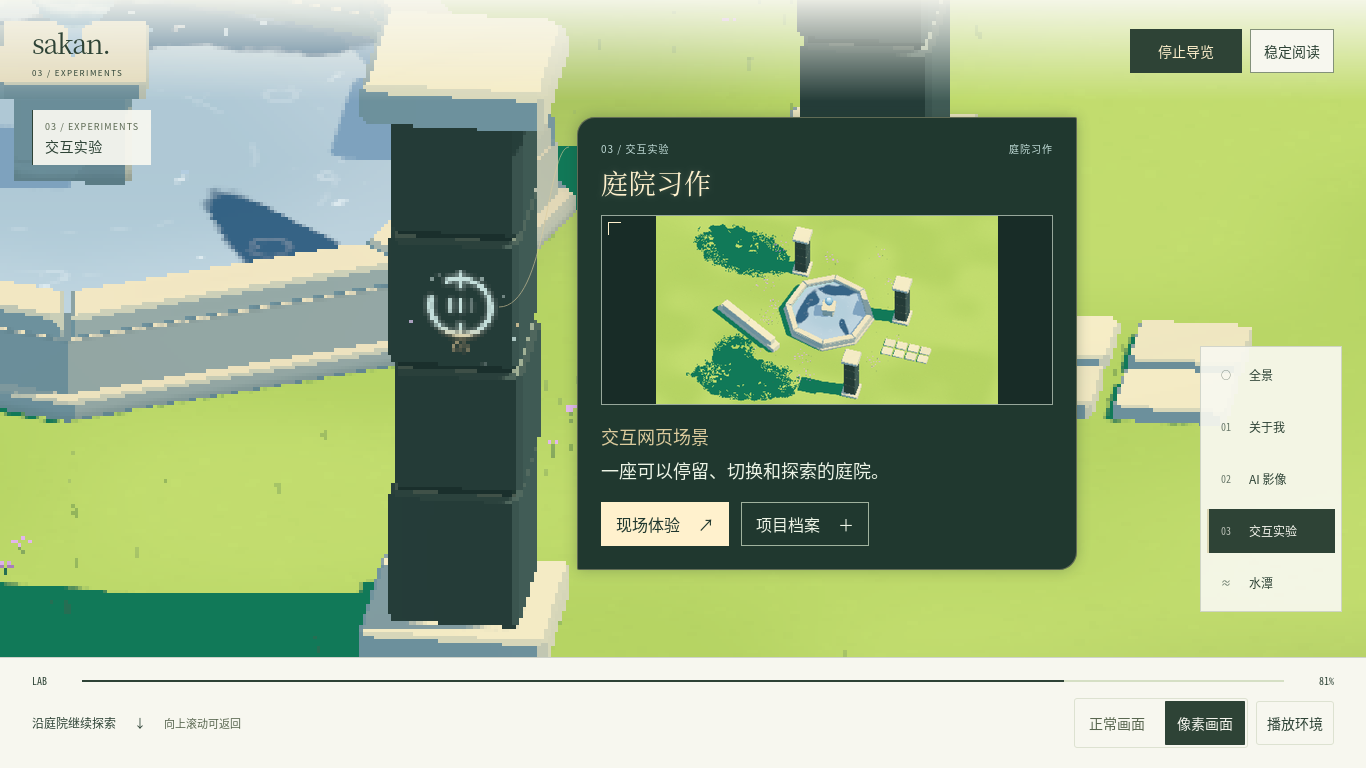 sakan.
03 / EXPERIMENTS
停止导览
稳定阅读
03 / EXPERIMENTS
交互实验
03 / 交互实验
庭院习作
庭院习作
交互网页场景
一座可以停留、切换和探索的庭院。
现场体验 ↗
项目档案 +
全景
01 关于我
02 AI 影像
03 交互实验
≈ 水潭
LAB
81%
沿庭院继续探索 ↓ 向上滚动可返回
正常画面
像素画面
播放环境